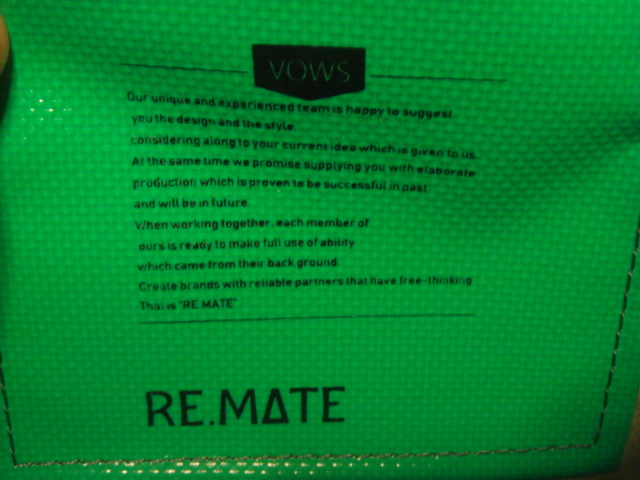 VOWS
Our unique and experienced team is happy to suggest
you the design and the style.
considering along to your current idea which is given to us.
At the same time we promise supplying you with elaborate
production which is proven to be successful in past
and will be in future.
When working together. each member of
ours is ready to make full use of ability
which came from their back ground.
Create brands with reliable partners that have free-thinking
That is "RE MATE"
RE.MATE